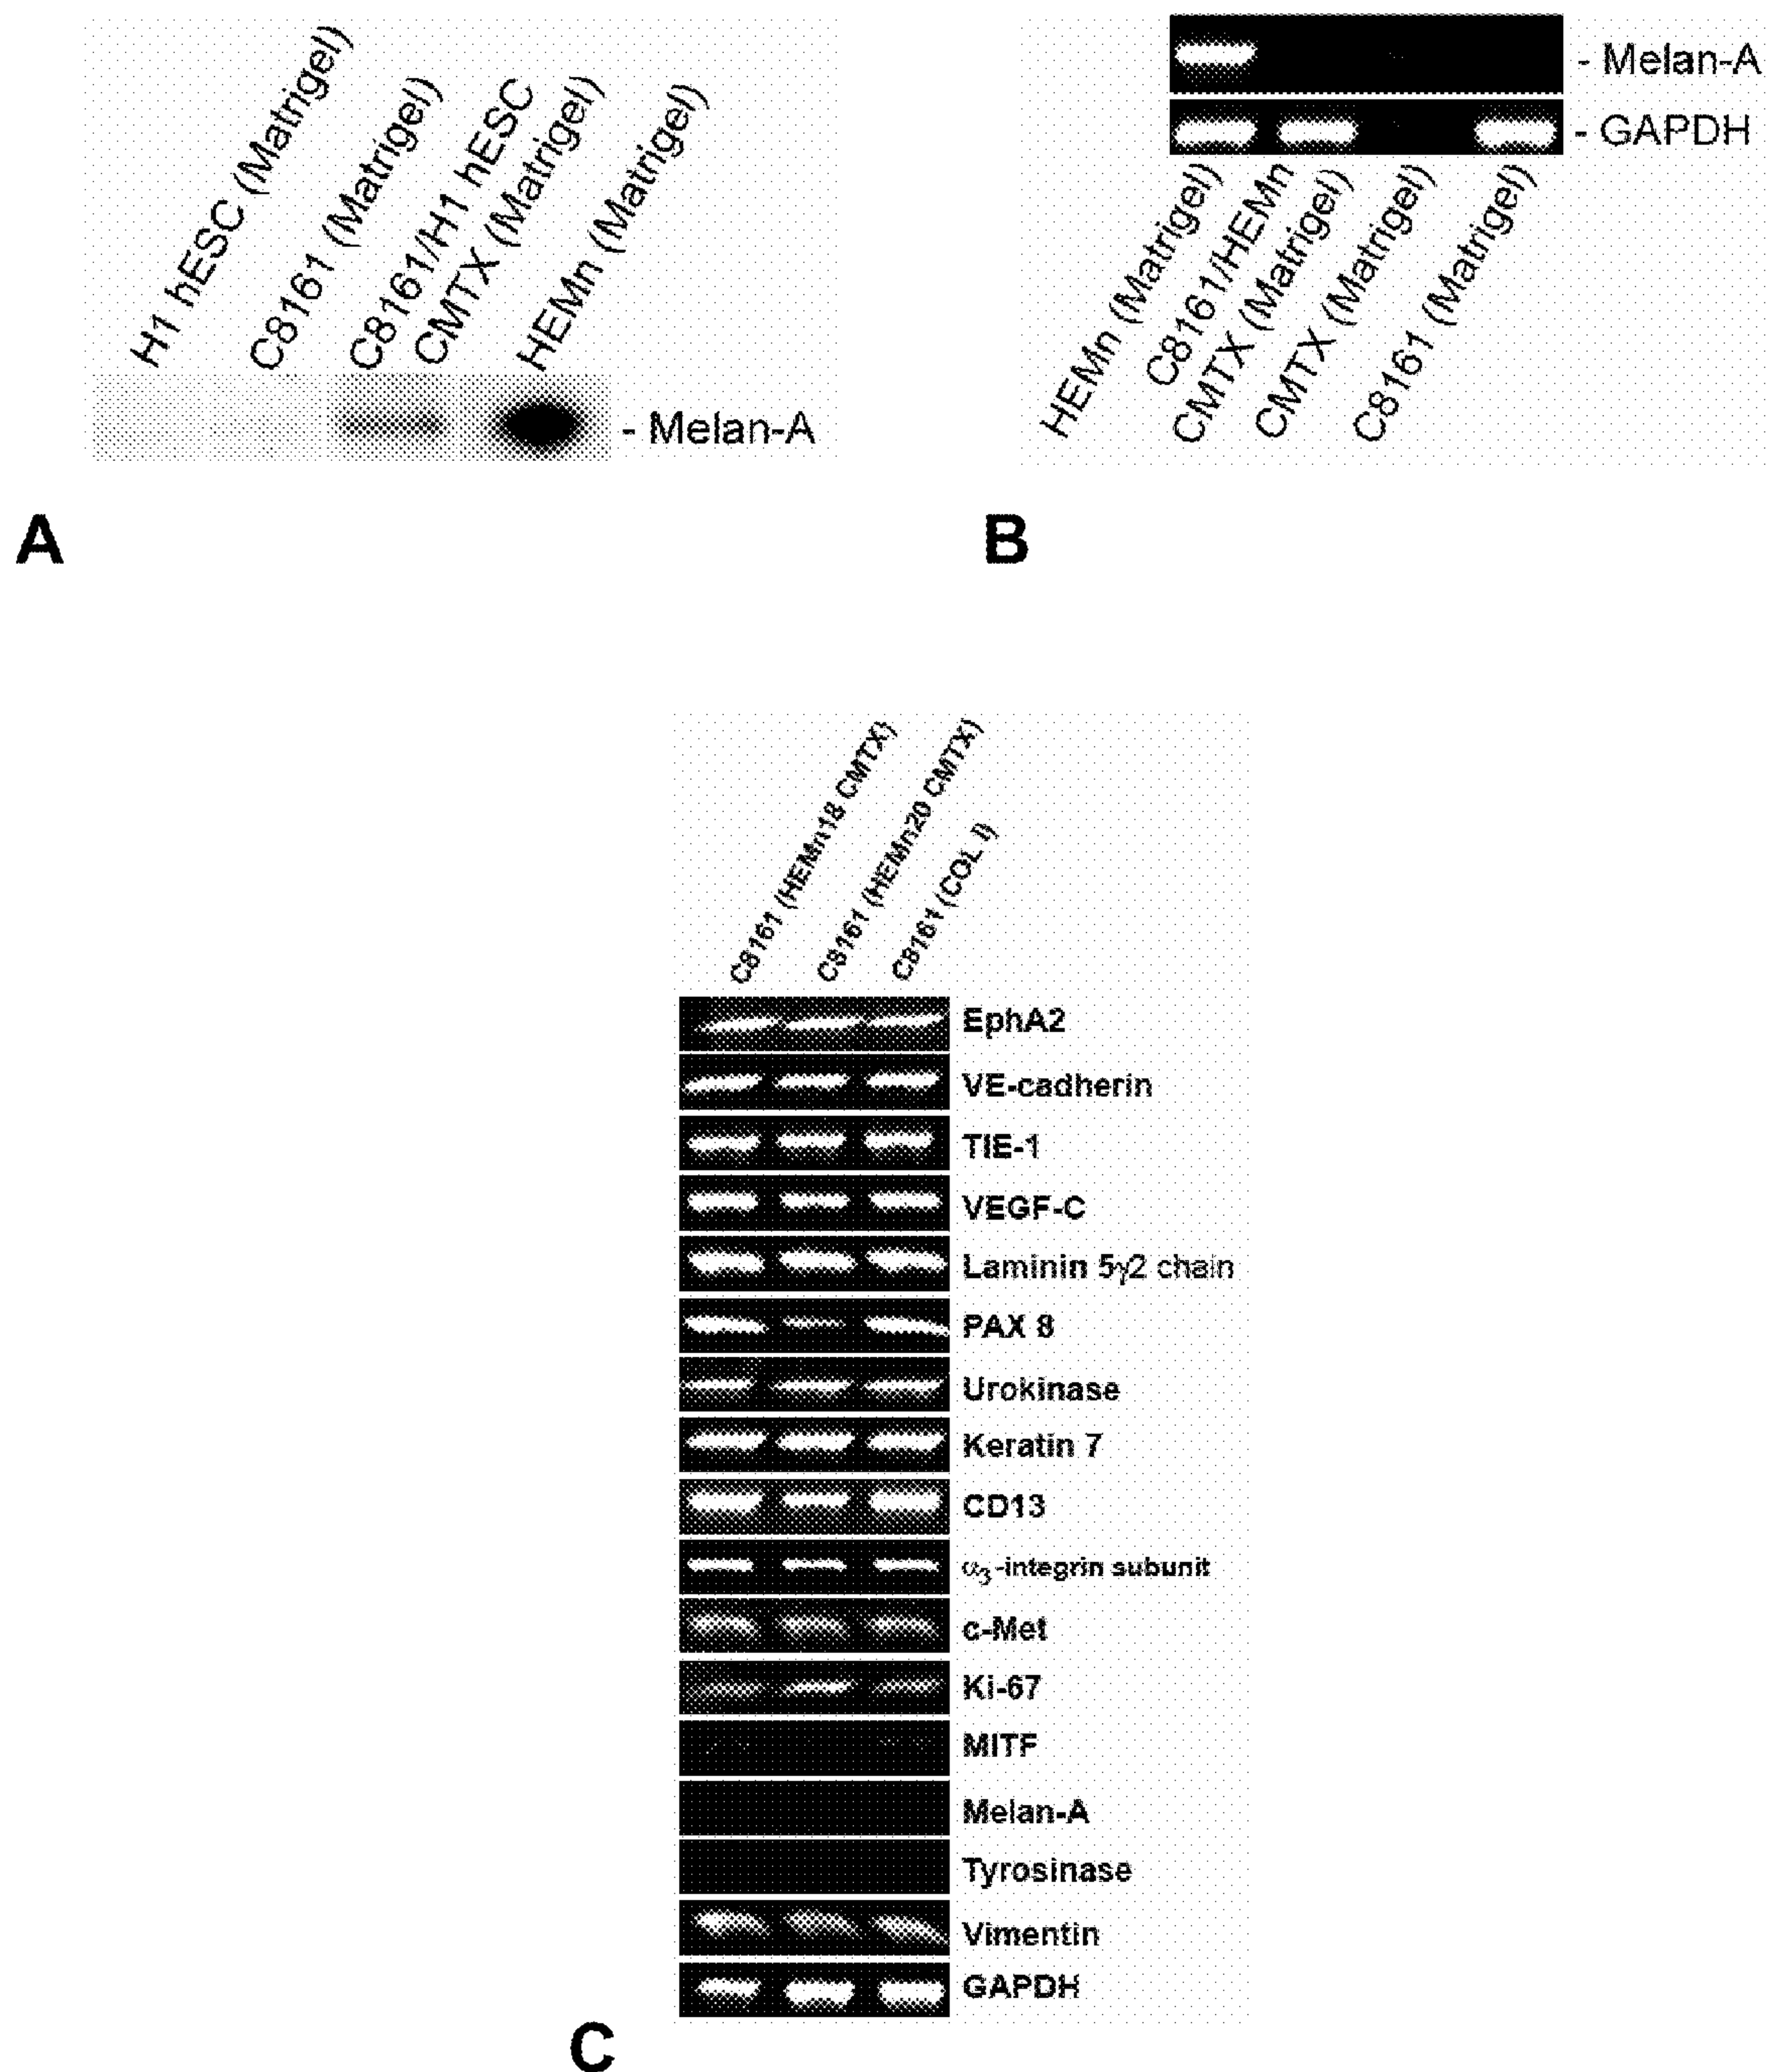 H1 hESC (Matrigel)
C8161 (Matrigel)
C8161/H1 hESC
CMTX (Matrigel)
HEMn (Matrigel)
- Melan-A
A
- Melan-A
- GAPDH
HEMn (Matrigel)
C8161/HEMn
CMTX (Matrigel)
CMTX (Matrigel)
C8161 (Matrigel)
B
C8161 (HEMn18 CMTX)
C8161 (HEMn20 CMTX)
C8161 (COL I)
EphA2
VE-cadherin
TIE-1
VEGF-C
Laminin 5γ2 chain
PAX 8
Urokinase
Keratin 7
CD13
α3-integrin subunit
c-Met
Ki-67
MITF
Melan-A
Tyrosinase
Vimentin
GAPDH
C